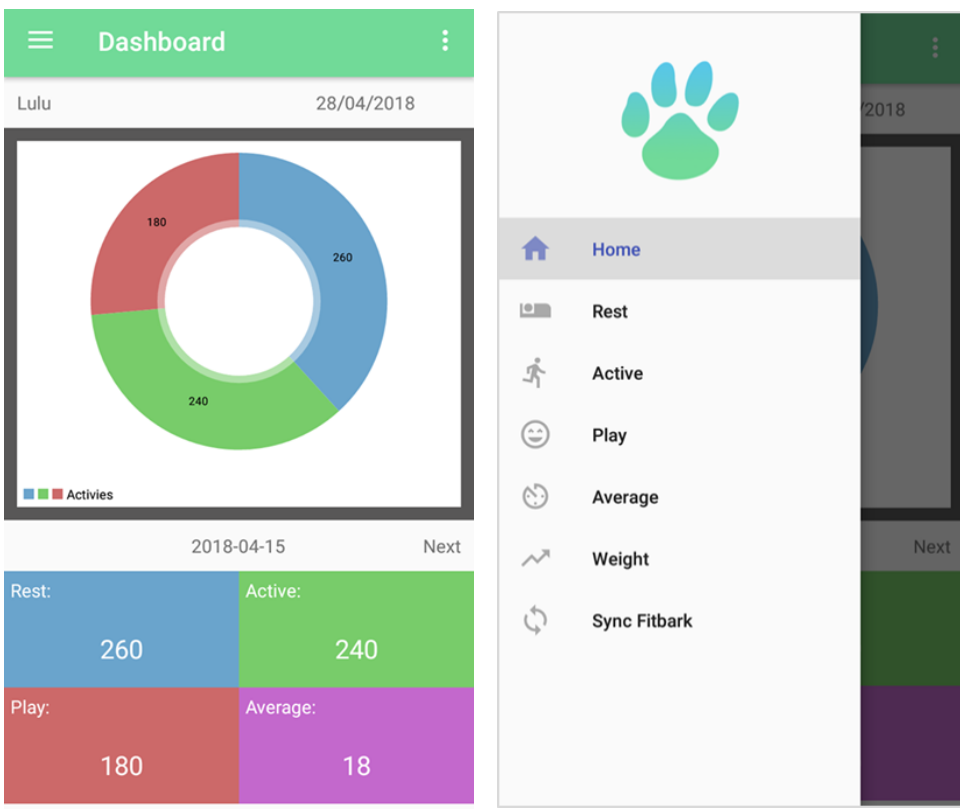 Dashboard
Lulu 28/04/2018
180
260
240
Activies
2018-04-15 Next
Rest: Active:
260 240
Play: Average:
180 18
/2018
Home
Rest
Active
Play
Average
Weight
Sync Fitbark
Next